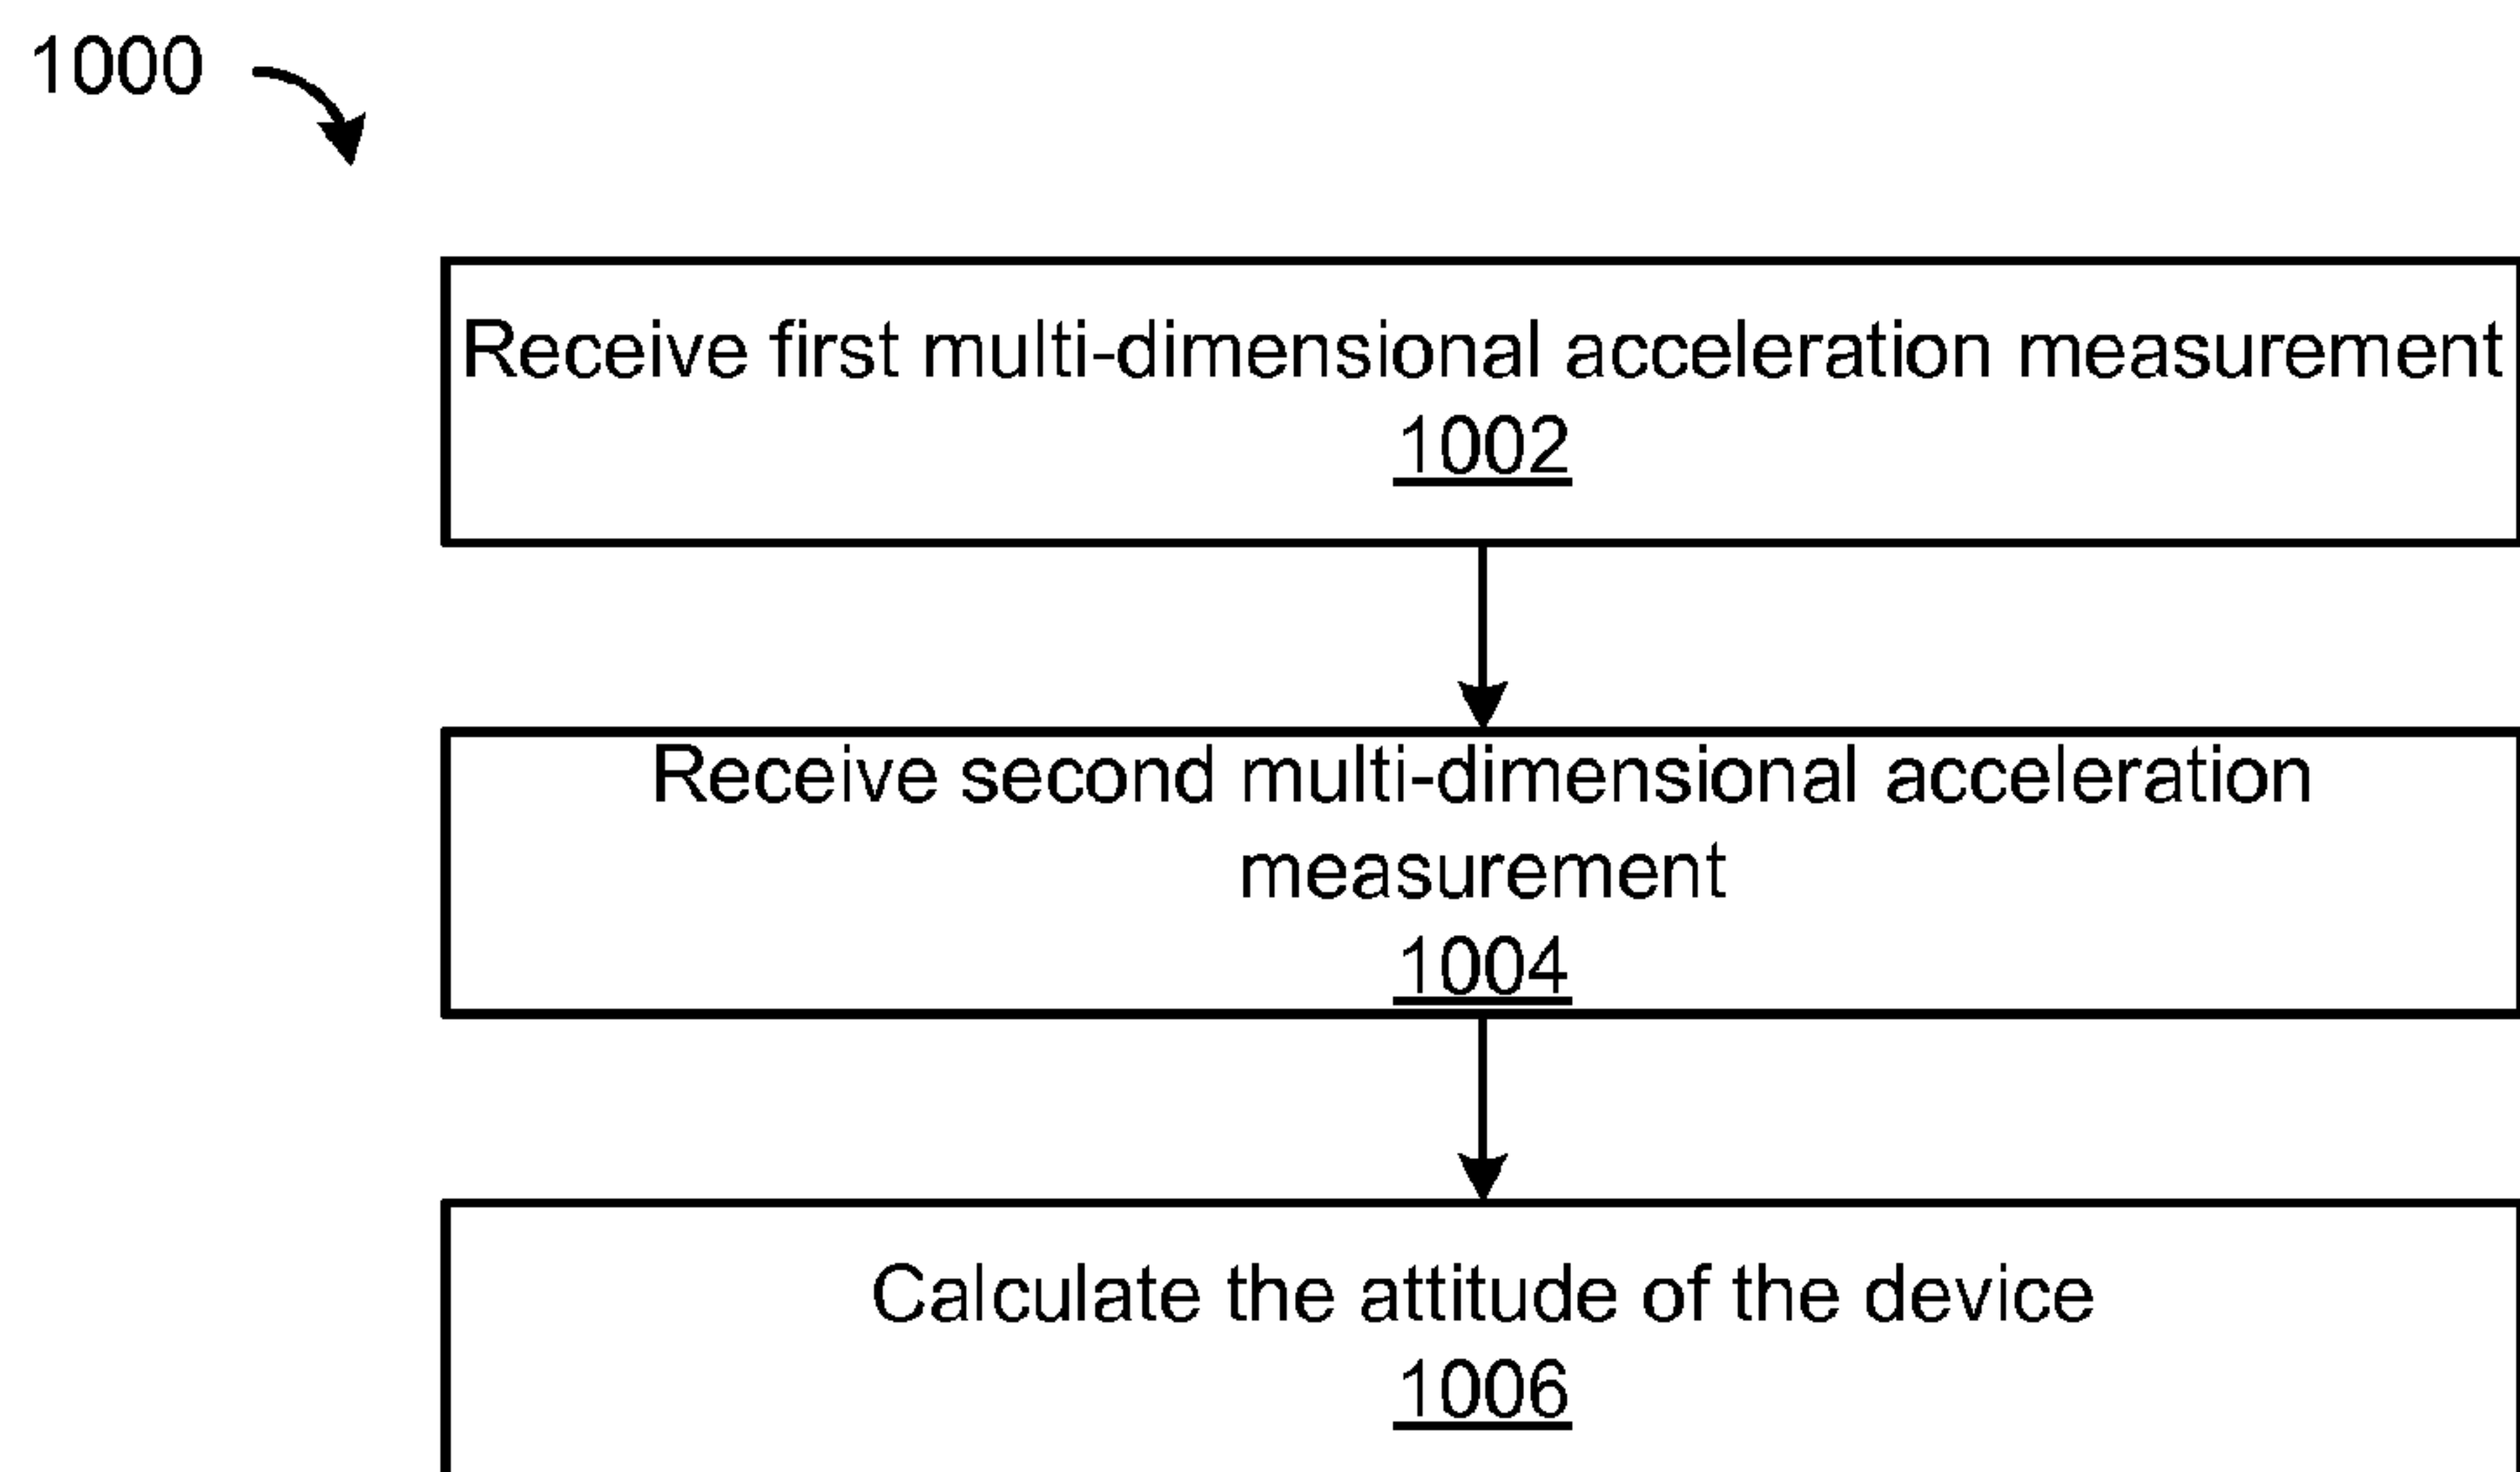 1000
Receive first multi-dimensional acceleration measurement
1002
Receive second multi-dimensional acceleration
measurement
1004
Calculate the attitude of the device
1006